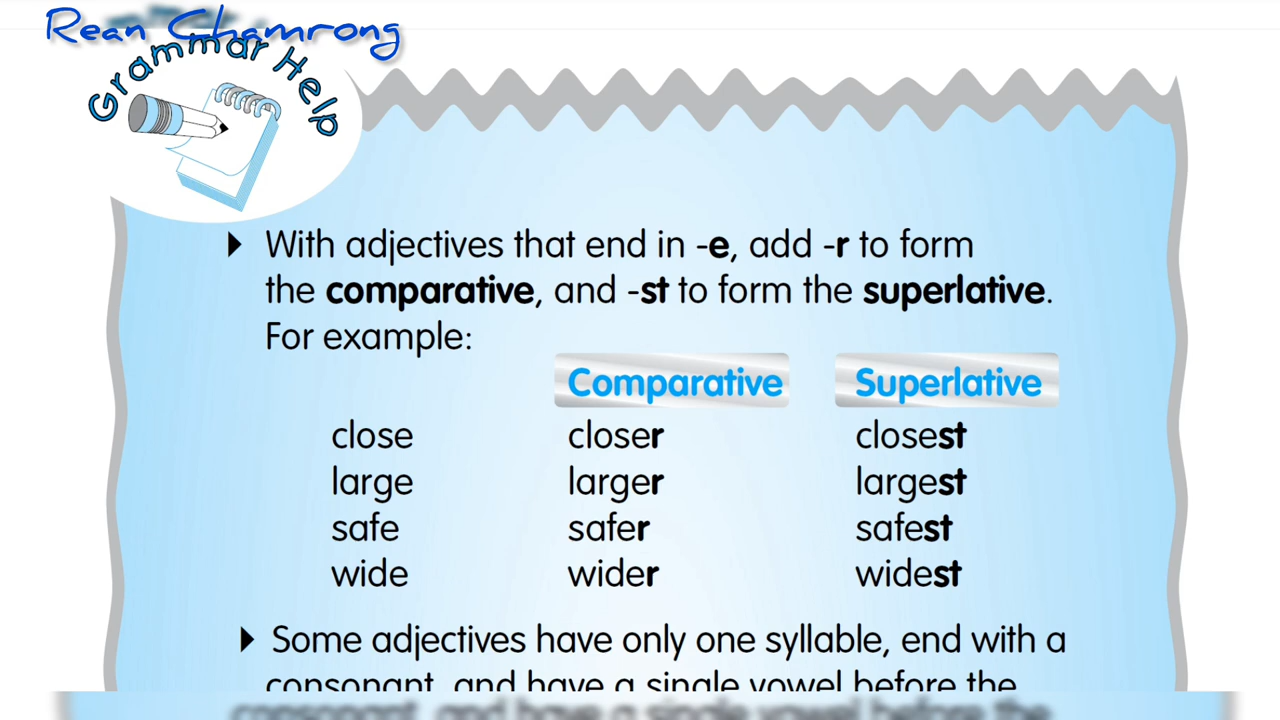 Rean Chamrong
Grammar Help
With adjectives that end in -e, add -r to form
the comparative, and -st to form the superlative.
For example:
Comparative Superlative
close closer closest
large larger largest
safe safer safest
wide wider widest
Some adjectives have only one syllable, end with a
consonant, and have a single vowel before the